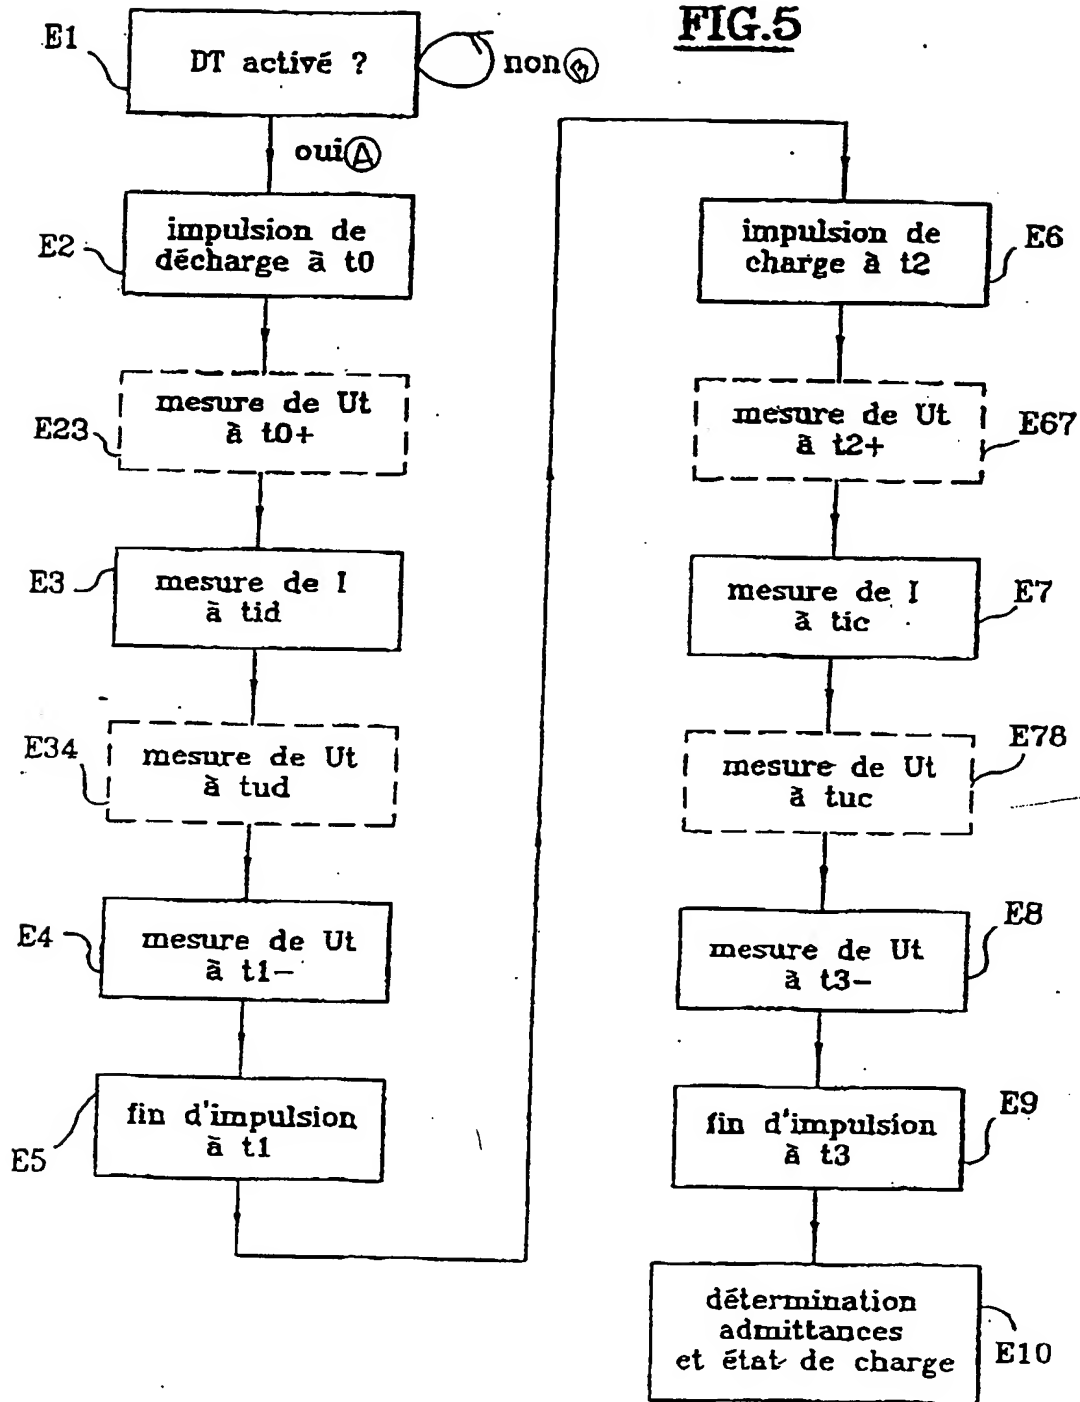 FIG.5
E1
DT activé ?
non B
oui A
E2
impulsion de
décharge à t0
E23
mesure de Ut
à t0+
E3
mesure de I
à tid
E34
mesure de Ut
à tud
E4
mesure de Ut
à t1-
E5
fin d'impulsion
à t1
impulsion de
charge à t2
E6
mesure de Ut
à t2+
E67
mesure de I
à tic
E7
mesure de Ut
à tuc
E78
mesure de Ut
à t3-
E8
fin d'impulsion
à t3
E9
détermination
admittances
et état de charge
E10